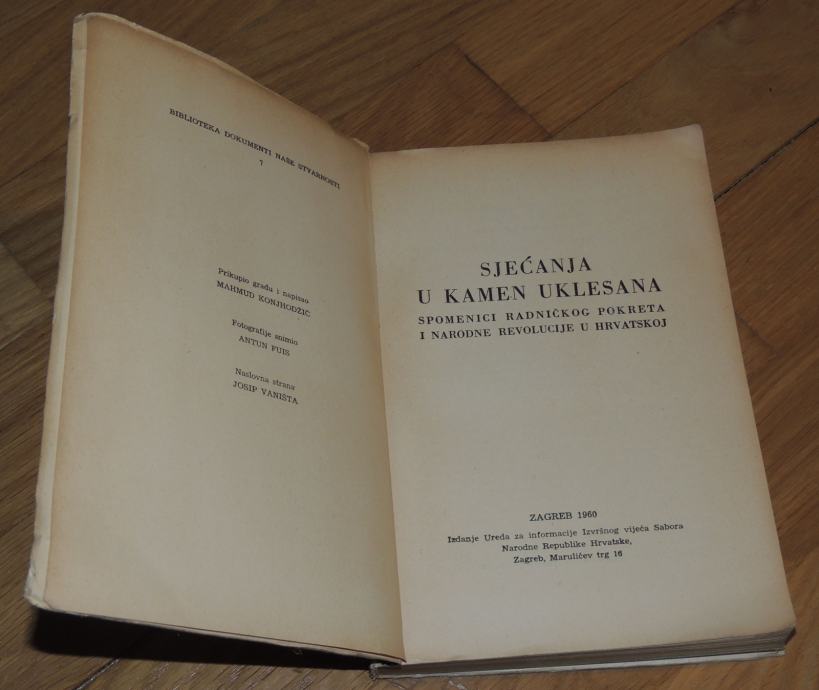 BIBLIOTEKA DOKUMENTI NAŠE STVARNOSTI
7
Prikupio građu i napisao
MAHMUD KONJHODŽIĆ
Fotografije snimio
ANTUN FUIS
Naslovna strana
JOSIP VANIŠTA
SJEĆANJA
U KAMEN UKLESANA
SPOMENICI RADNIČKOG POKRETA
I NARODNE REVOLUCIJE U HRVATSKOJ
ZAGREB 1960
Izdanje Ureda za informacije Izvršnog vijeća Sabora
Narodne Republike Hrvatske,
Zagreb, Marulićev trg 16